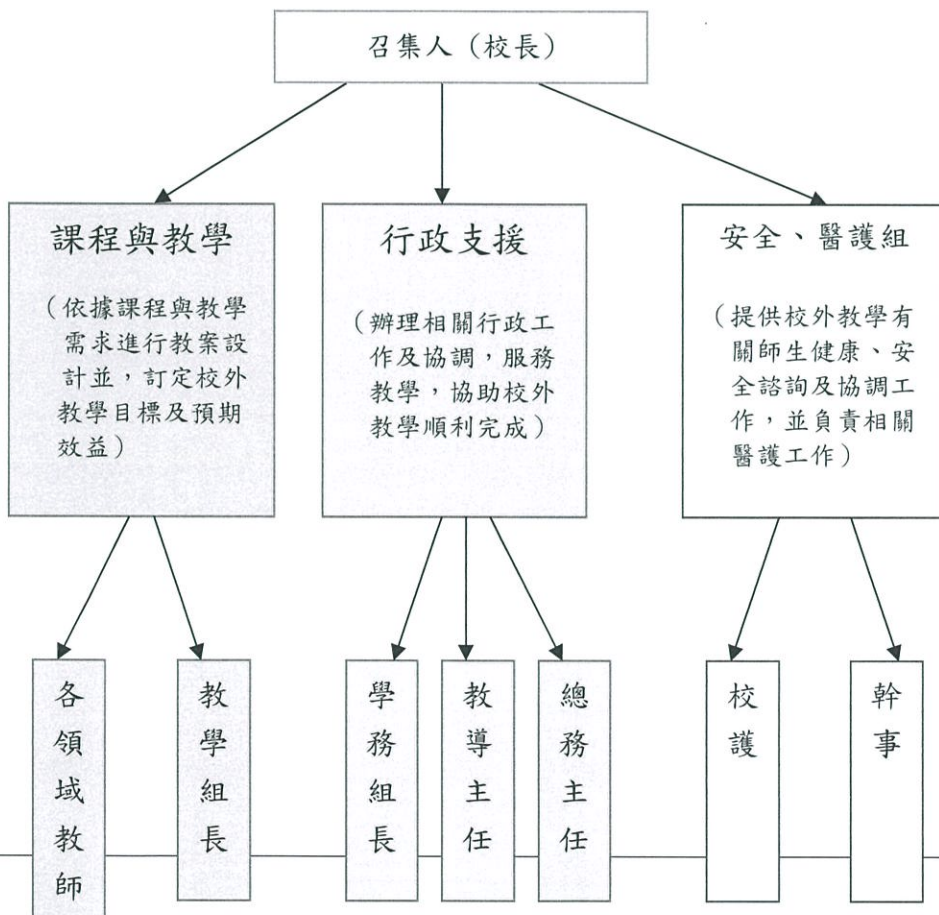 召集人（校長）
課程與教學
（依據課程與教學
需求進行教案設
計並，訂定校外
教學目標及預期
效益）
行政支援
（辦理相關行政工
作及協調，服務
教學，協助校外
教學順利完成）
安全、醫護組
（提供校外教學有
關師生健康、安
全諮詢及協調工
作，並負責相關
醫護工作）
各領域教師
教學組長
學務組長
教導主任
總務主任
校護
幹事